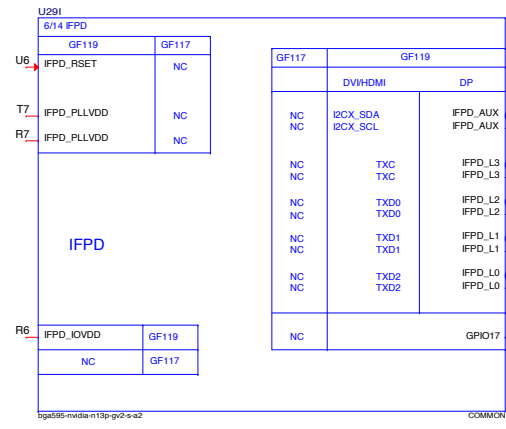 U29I
6/14 IFPD
GF119 GF117
U6 IFPD_RSET NC
T7 IFPD_PLLVDD NC
R7 IFPD_PLLVDD NC
GF117 GF119
DVI/HDMI DP
NC I2CX_SDA IFPD_AUX
NC I2CX_SCL IFPD_AUX
NC TXC IFPD_L3
NC TXC IFPD_L3
NC TXD0 IFPD_L2
NC TXD0 IFPD_L2
NC TXD1 IFPD_L1
NC TXD1 IFPD_L1
NC TXD2 IFPD_L0
NC TXD2 IFPD_L0
IFPD
R6 IFPD_IOVDD GF119
NC GF117
NC GPIO17
bga595-nvidia-n13p-gv2-s-a2 COMMON